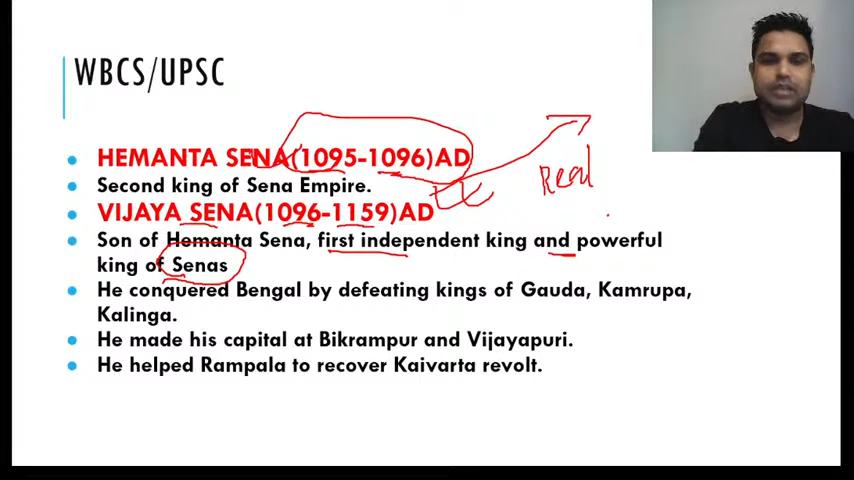 WBCS/UPSC
HEMANTA SENA(1095-1096)AD
Second king of Sena Empire.
VIJAYA SENA(1096-1159)AD
Real
Son of Hemanta Sena, first independent king and powerful
king of Senas
He conquered Bengal by defeating kings of Gauda, Kamrupa,
Kalinga.
He made his capital at Bikrampur and Vijayapuri.
He helped Rampala to recover Kaivarta revolt.